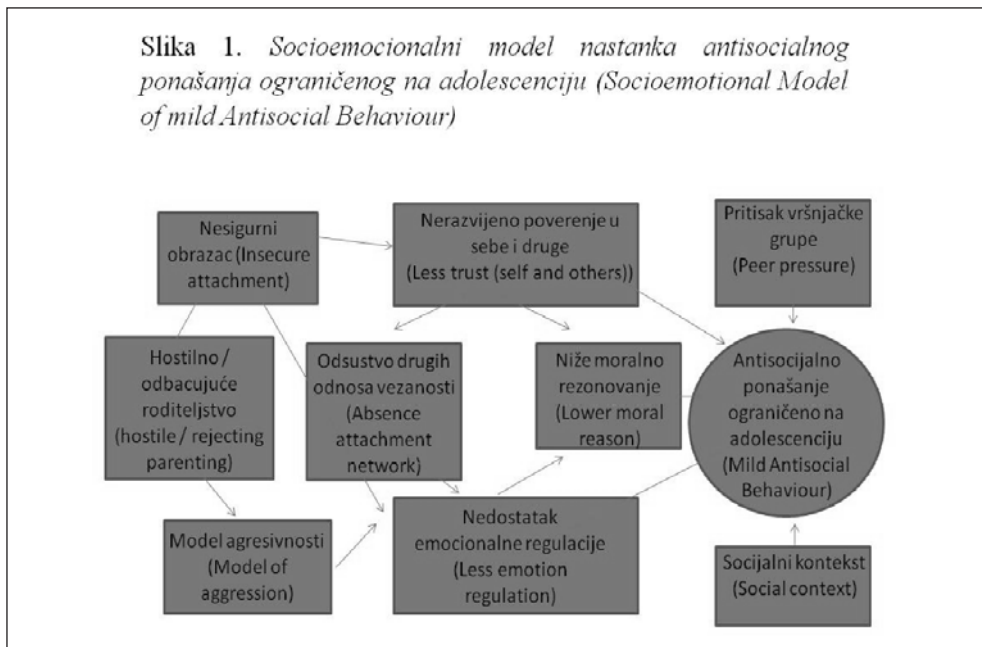 Slika 1. Socioemocionalni model nastanka antisocialnog
ponašanja ograničenog na adolescenciju (Socioemotional Model
of mild Antisocial Behaviour)
Nesigurni
obrazac (Insecure
attachment)
Nerazvijeno poverenje u
sebe i druge
(Less trust (self and others))
Pritisak vršnjačke
grupe
(Peer pressure)
Hostilno /
odbacujuće
roditeljstvo
(hostile / rejecting
parenting)
Odsustvo drugih
odnosa vezanosti
(Absence
attachment
network)
Niže moralno
rezonovanje
(Lower moral
reason)
Antisocijalno
ponašanje
ograničeno na
adolescenciju
(Mild Antisocial
Behaviour)
Model agresivnosti
(Model of
aggression)
Nedostatak
emocionalne regulacije
(Less emotion
regulation)
Socijalni kontekst
(Social context)